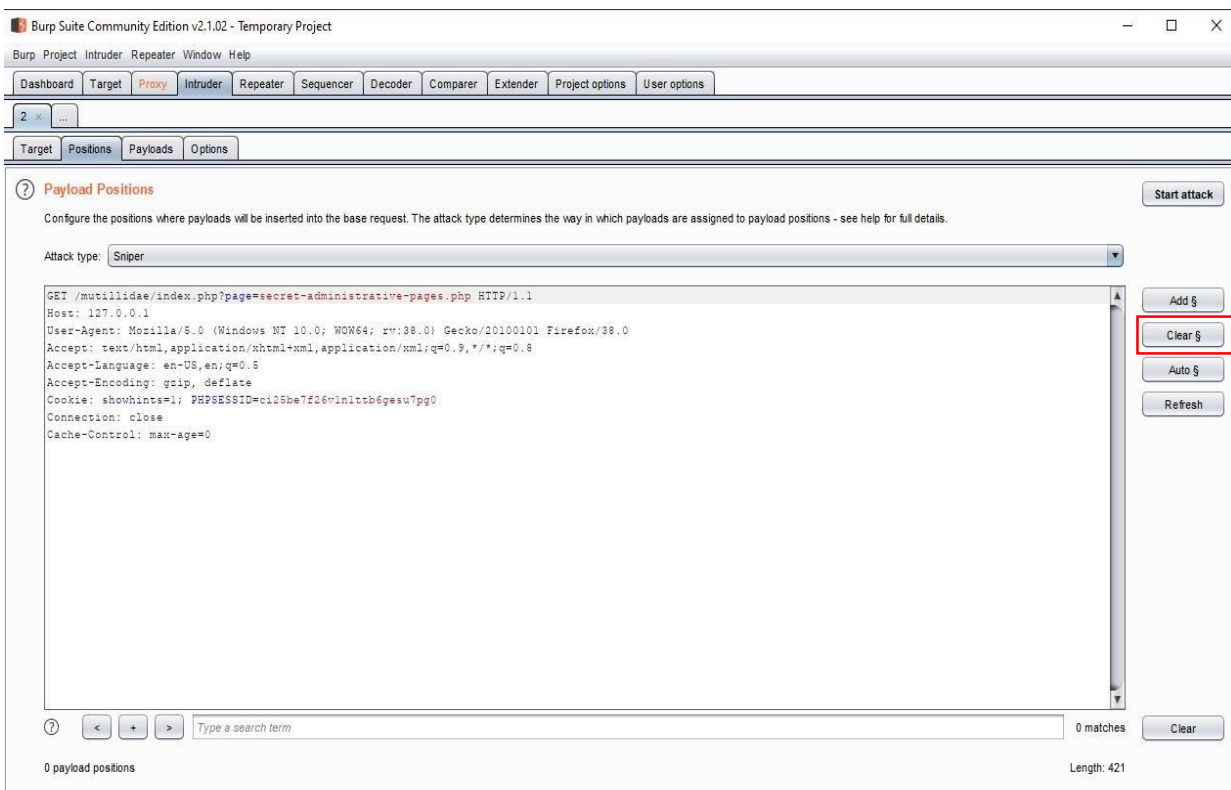 Burp Suite Community Edition v2.1.02 - Temporary Project
Burp Project Intruder Repeater Window Help
Dashboard Target Proxy Intruder Repeater Sequencer Decoder Comparer Extender Project options User options
2 × ...
Target Positions Payloads Options
? Payload Positions
Start attack
Configure the positions where payloads will be inserted into the base request. The attack type determines the way in which payloads are assigned to payload positions - see help for full details.
Attack type: Sniper
GET /mutillidae/index.php?page=secret-administrative-pages.php HTTP/1.1
Host: 127.0.0.1
User-Agent: Mozilla/5.0 (Windows NT 10.0; WOW64; rv:38.0) Gecko/20100101 Firefox/38.0
Accept: text/html,application/xhtml+xml,application/xml;q=0.9,*/*;q=0.8
Accept-Language: en-US,en;q=0.5
Accept-Encoding: gzip, deflate
Cookie: showhints=1; PHPSESSID=ci25be7f26vln1ttb6gesu7pg0
Connection: close
Cache-Control: max-age=0
Add §
Clear §
Auto §
Refresh
? < + > Type a search term 0 matches Clear
0 payload positions Length: 421